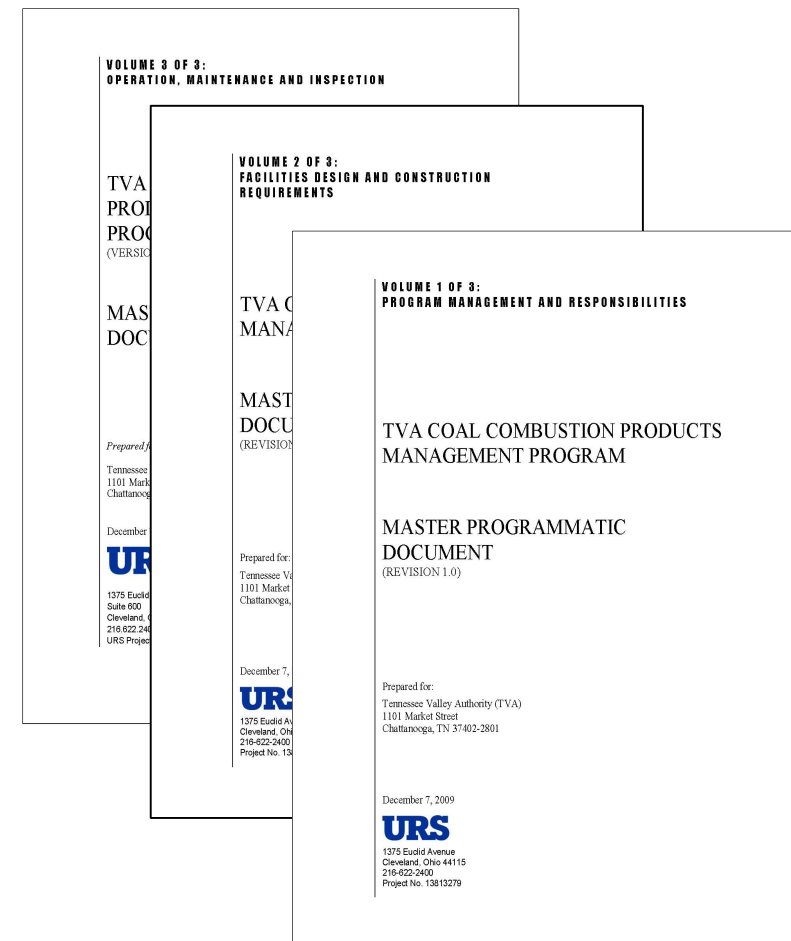 VOLUME 3 OF 3:
OPERATION, MAINTENANCE AND INSPECTION
TVA
(VERSIO
MAS
DOC
Prepared f
Tennessee
1101 Mark
Chattanoog
December
UR
1375 Euclid
Suite 600
Cleveland,
216.622.240
URS Projec
VOLUME 2 OF 3:
FACILITIES DESIGN AND CONSTRUCTION
REQUIREMENTS
TVA C
MANA
MAST
DOCU
(REVISION
Prepared for:
Tennessee Va
1101 Market
Chattanooga,
December 7,
URS
1375 Euclid Av
Cleveland, Ohi
216-622-2400
Project No. 138
VOLUME 1 OF 3:
PROGRAM MANAGEMENT AND RESPONSIBILITIES
TVA COAL COMBUSTION PRODUCTS
MANAGEMENT PROGRAM
MASTER PROGRAMMATIC
DOCUMENT
(REVISION 1.0)
Prepared for:
Tennessee Valley Authority (TVA)
1101 Market Street
Chattanooga, TN 37402-2801
December 7, 2009
URS
1375 Euclid Avenue
Cleveland, Ohio 44115
216-622-2400
Project No. 13813279